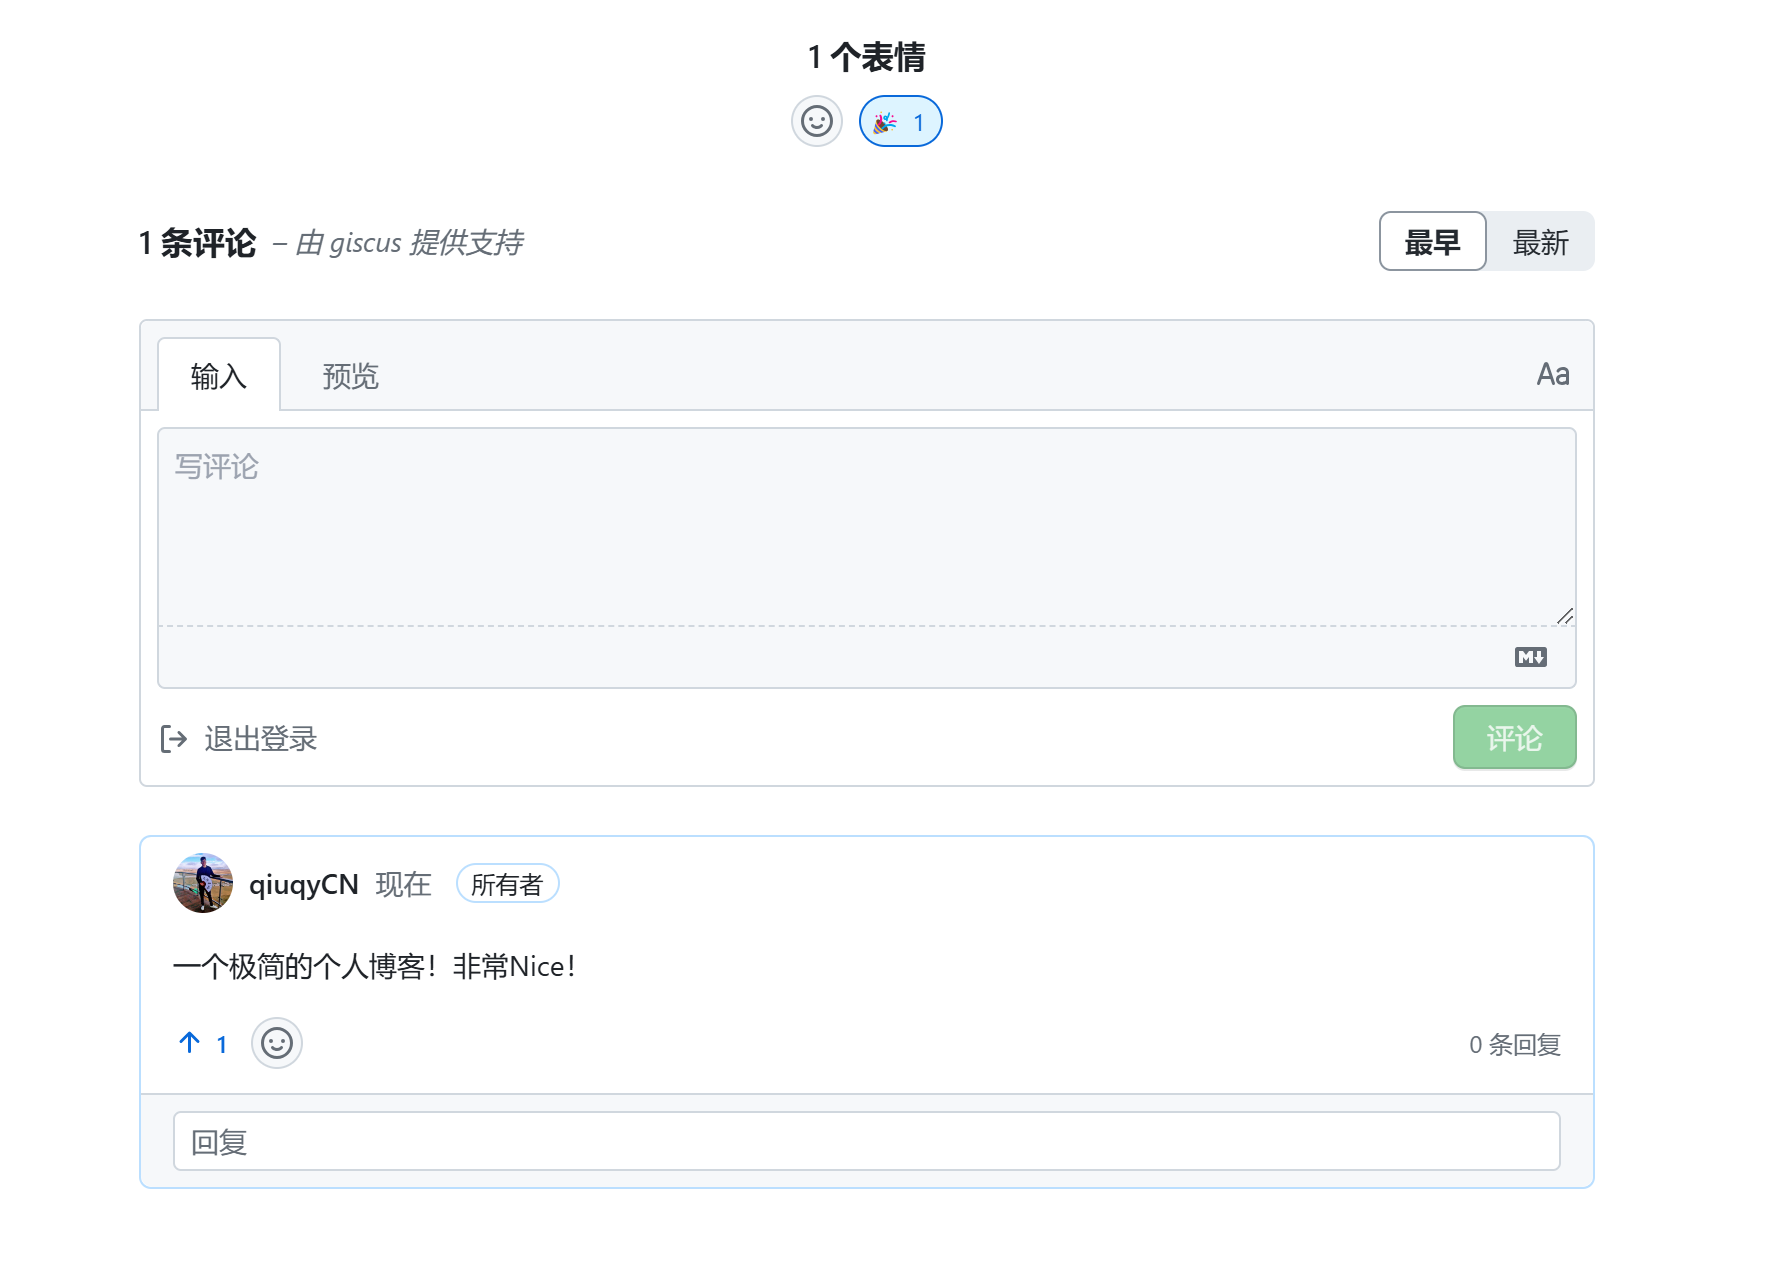 1 个表情
1
1 条评论 – 由 giscus 提供支持
最早 最新
输入 预览 Aa
写评论
M
退出登录 评论
qiuqyCN 现在 所有者
一个极简的个人博客！非常Nice！
1 0 条回复
回复